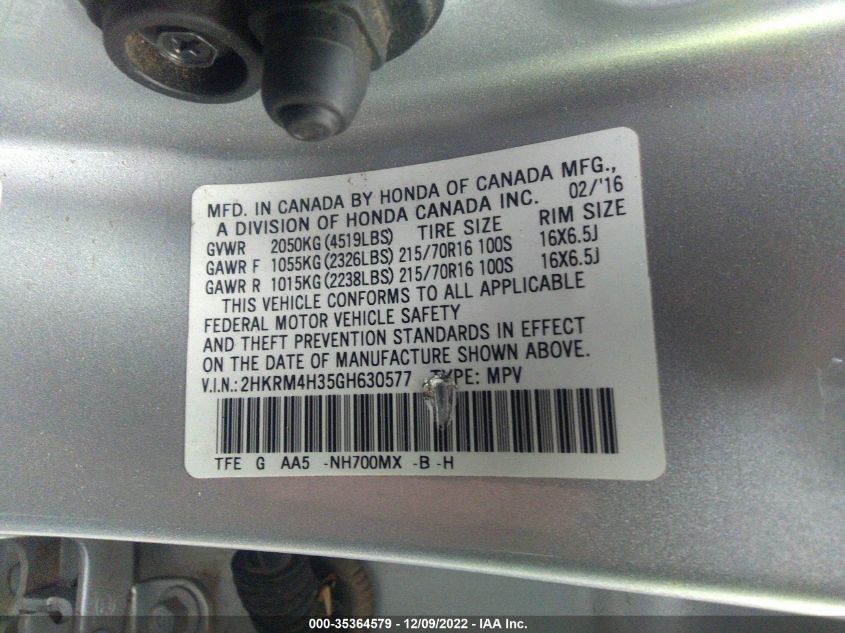 MFD. IN CANADA BY HONDA OF CANADA MFG.,
A DIVISION OF HONDA CANADA INC. 02/'16
GVWR 2050KG(4519LBS) TIRE SIZE RIM SIZE
GAWR F 1055KG(2326LBS) 215/70R16 100S 16X6.5J
GAWR R 1015KG(2238LBS) 215/70R16 100S 16X6.5J
THIS VEHICLE CONFORMS TO ALL APPLICABLE
FEDERAL MOTOR VEHICLE SAFETY
AND THEFT PREVENTION STANDARDS IN EFFECT
ON THE DATE OF MANUFACTURE SHOWN ABOVE.
V.I.N.:2HKRM4H35GH630577 TYPE: MPV
TFE G AA5 -NH700MX -B -H
000-35364579 - 12/09/2022 - IAA Inc.